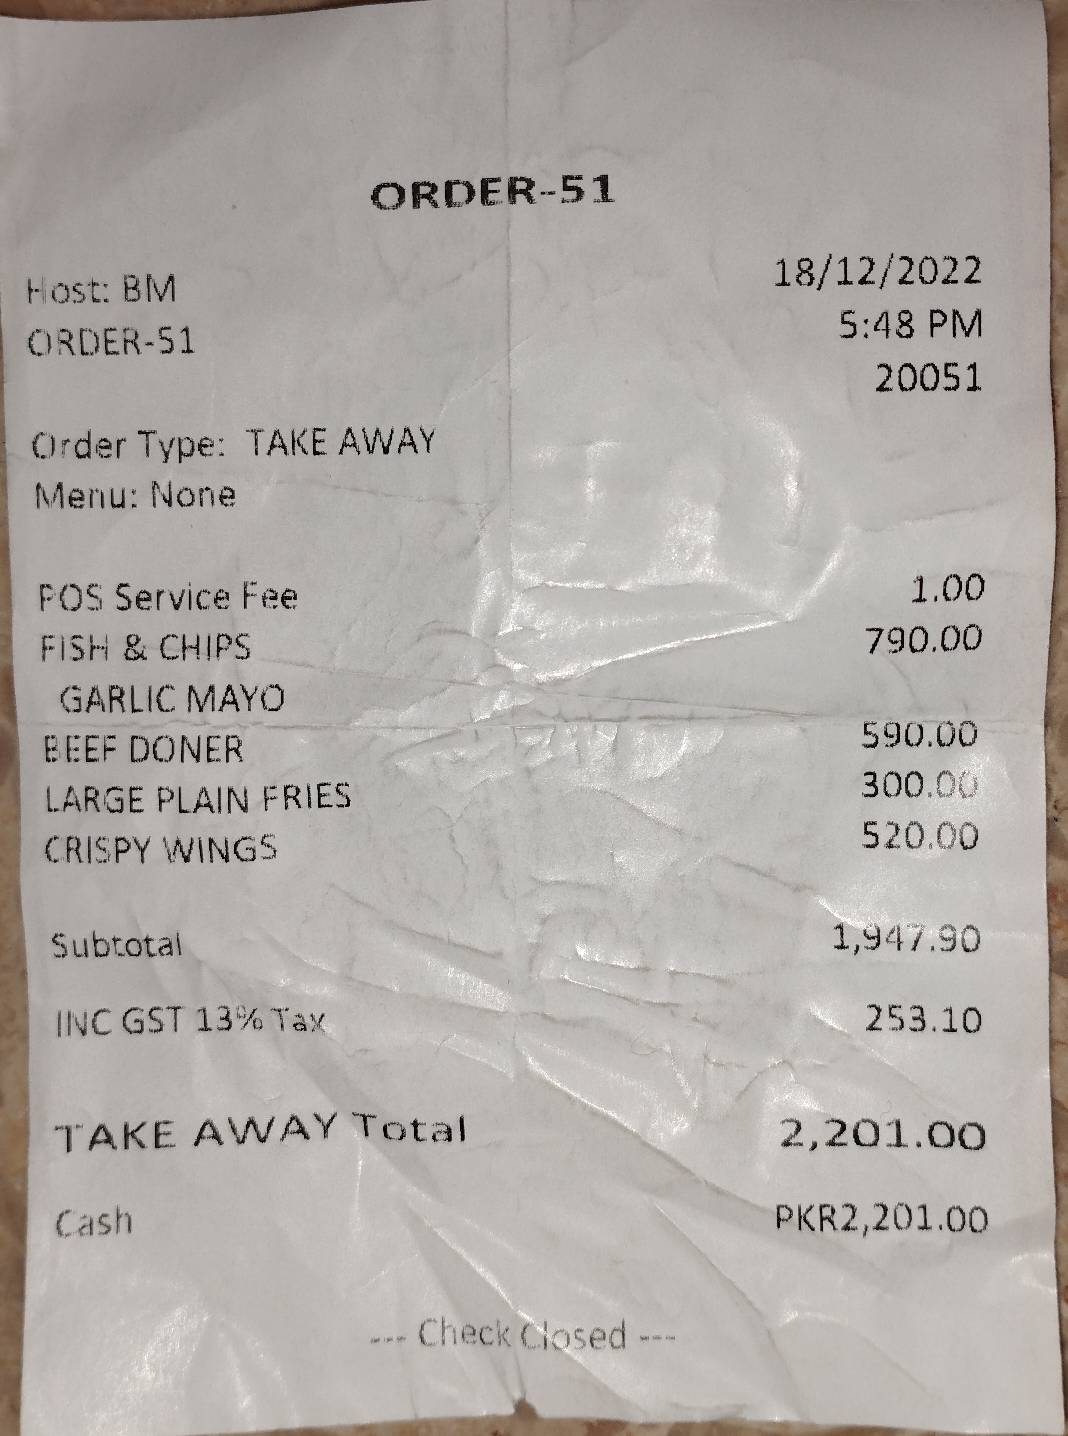 ORDER-51
Host: BM 18/12/2022
ORDER-51 5:48 PM
20051
Order Type: TAKE AWAY
Menu: None
POS Service Fee 1.00
FISH & CHIPS 790.00
GARLIC MAYO
BEEF DONER 590.00
LARGE PLAIN FRIES 300.00
CRISPY WINGS 520.00
Subtotal 1,947.90
INC GST 13% Tax 253.10
TAKE AWAY Total 2,201.00
Cash PKR2,201.00
--- Check Closed ---